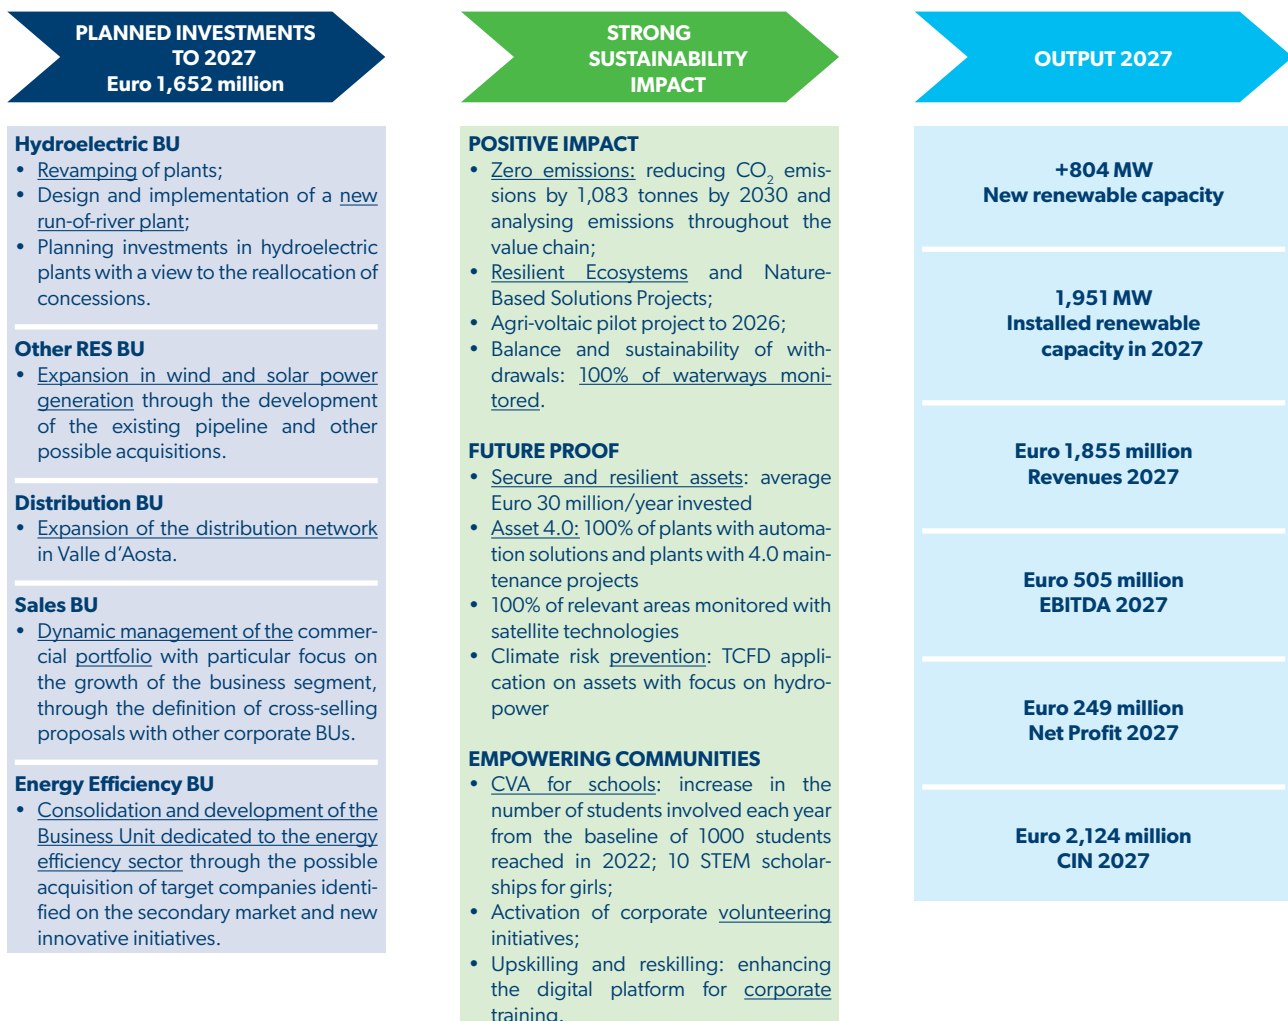 PLANNED INVESTMENTS
TO 2027
Euro 1,652 million
Hydroelectric BU
• Revamping of plants;
• Design and implementation of a new
run-of-river plant;
• Planning investments in hydroelectric
plants with a view to the reallocation of
concessions.
Other RES BU
• Expansion in wind and solar power
generation through the development
of the existing pipeline and other
possible acquisitions.
Distribution BU
• Expansion of the distribution network
in Valle d’Aosta.
Sales BU
• Dynamic management of the commer-
cial portfolio with particular focus on
the growth of the business segment,
through the definition of cross-selling
proposals with other corporate BUs.
Energy Efficiency BU
• Consolidation and development of the
Business Unit dedicated to the energy
efficiency sector through the possible
acquisition of target companies identi-
fied on the secondary market and new
innovative initiatives.
STRONG
SUSTAINABILITY
IMPACT
POSITIVE IMPACT
• Zero emissions: reducing CO₂ emis-
sions by 1,083 tonnes by 2030 and
analysing emissions throughout the
value chain;
• Resilient Ecosystems and Nature-
Based Solutions Projects;
• Agri-voltaic pilot project to 2026;
• Balance and sustainability of with-
drawals: 100% of waterways moni-
tored.
FUTURE PROOF
• Secure and resilient assets: average
Euro 30 million/year invested
• Asset 4.0: 100% of plants with automa-
tion solutions and plants with 4.0 main-
tenance projects
• 100% of relevant areas monitored with
satellite technologies
• Climate risk prevention: TCFD appli-
cation on assets with focus on hydro-
power
EMPOWERING COMMUNITIES
• CVA for schools: increase in the
number of students involved each year
from the baseline of 1000 students
reached in 2022; 10 STEM scholar-
ships for girls;
• Activation of corporate volunteering
initiatives;
• Upskilling and reskilling: enhancing
the digital platform for corporate
training.
OUTPUT 2027
+804 MW
New renewable capacity
1,951 MW
Installed renewable
capacity in 2027
Euro 1,855 million
Revenues 2027
Euro 505 million
EBITDA 2027
Euro 249 million
Net Profit 2027
Euro 2,124 million
CIN 2027